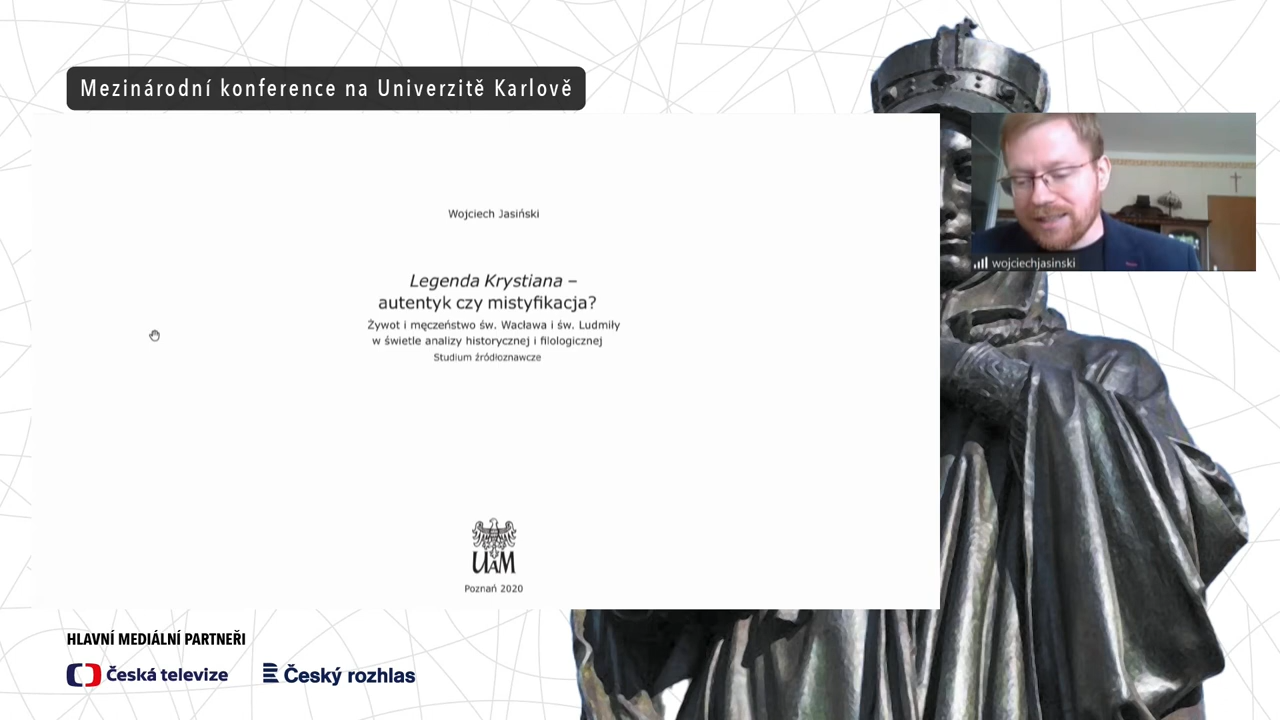 Mezinárodní konference na Univerzitě Karlově
Wojciech Jasiński
Legenda Krystiana –
autentyk czy mistyfikacja?
Żywot i męczeństwo św. Wacława i św. Ludmiły
w świetle analizy historycznej i filologicznej
Studium źródłoznawcze
UAM
Poznań 2020
wojciechjasinski
HLAVNÍ MEDIÁLNÍ PARTNEŘI
Česká televize
Český rozhlas